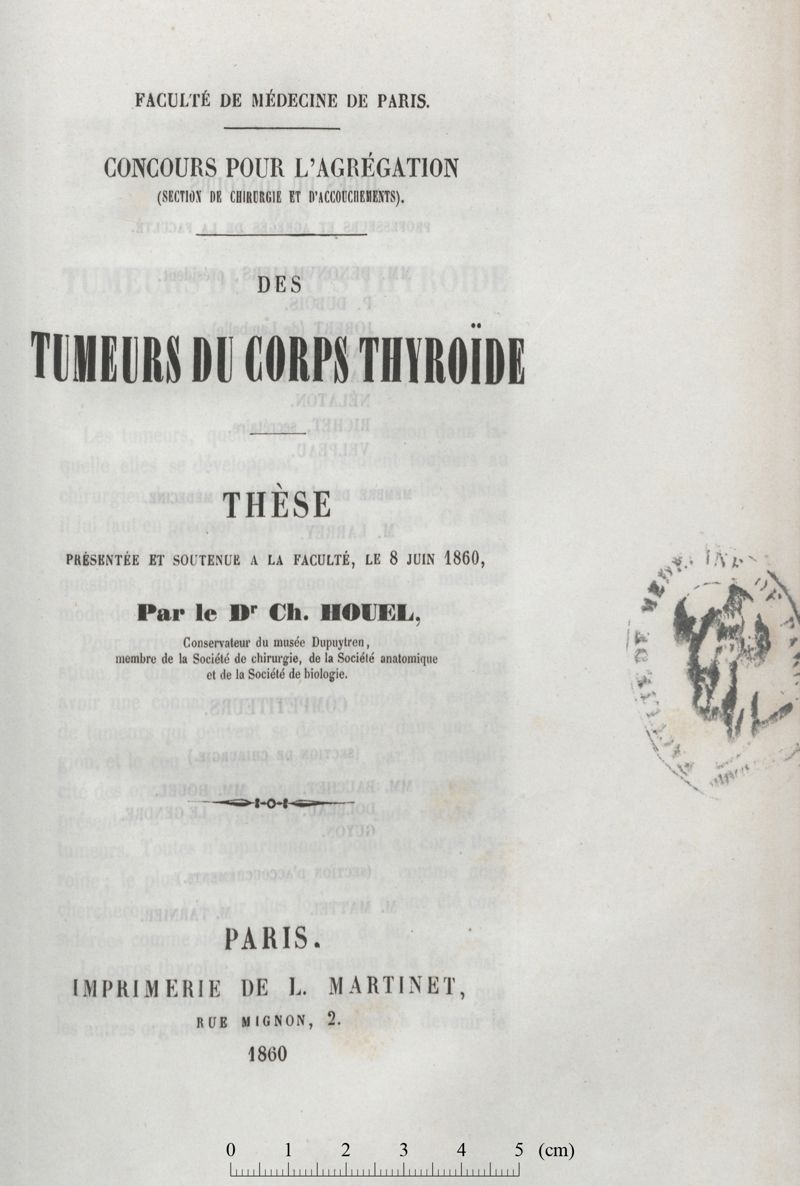 FACULTÉ DE MÉDECINE DE PARIS.
CONCOURS POUR L'AGRÉGATION
(SECTION DE CHIRURGIE ET D'ACCOUCHEMENTS).
DES
TUMEURS DU CORPS THYROÏDE
THÈSE
PRÉSENTÉE ET SOUTENUE A LA FACULTÉ, LE 8 JUIN 1860,
Par le Dr Ch. HOUEL,
Conservateur du musée Dupuytren,
membre de la Société de chirurgie, de la Société anatomique
et de la Société de biologie.
PARIS.
IMPRIMERIE DE L. MARTINET,
RUE MIGNON, 2.
1860
0 1 2 3 4 5 (cm)